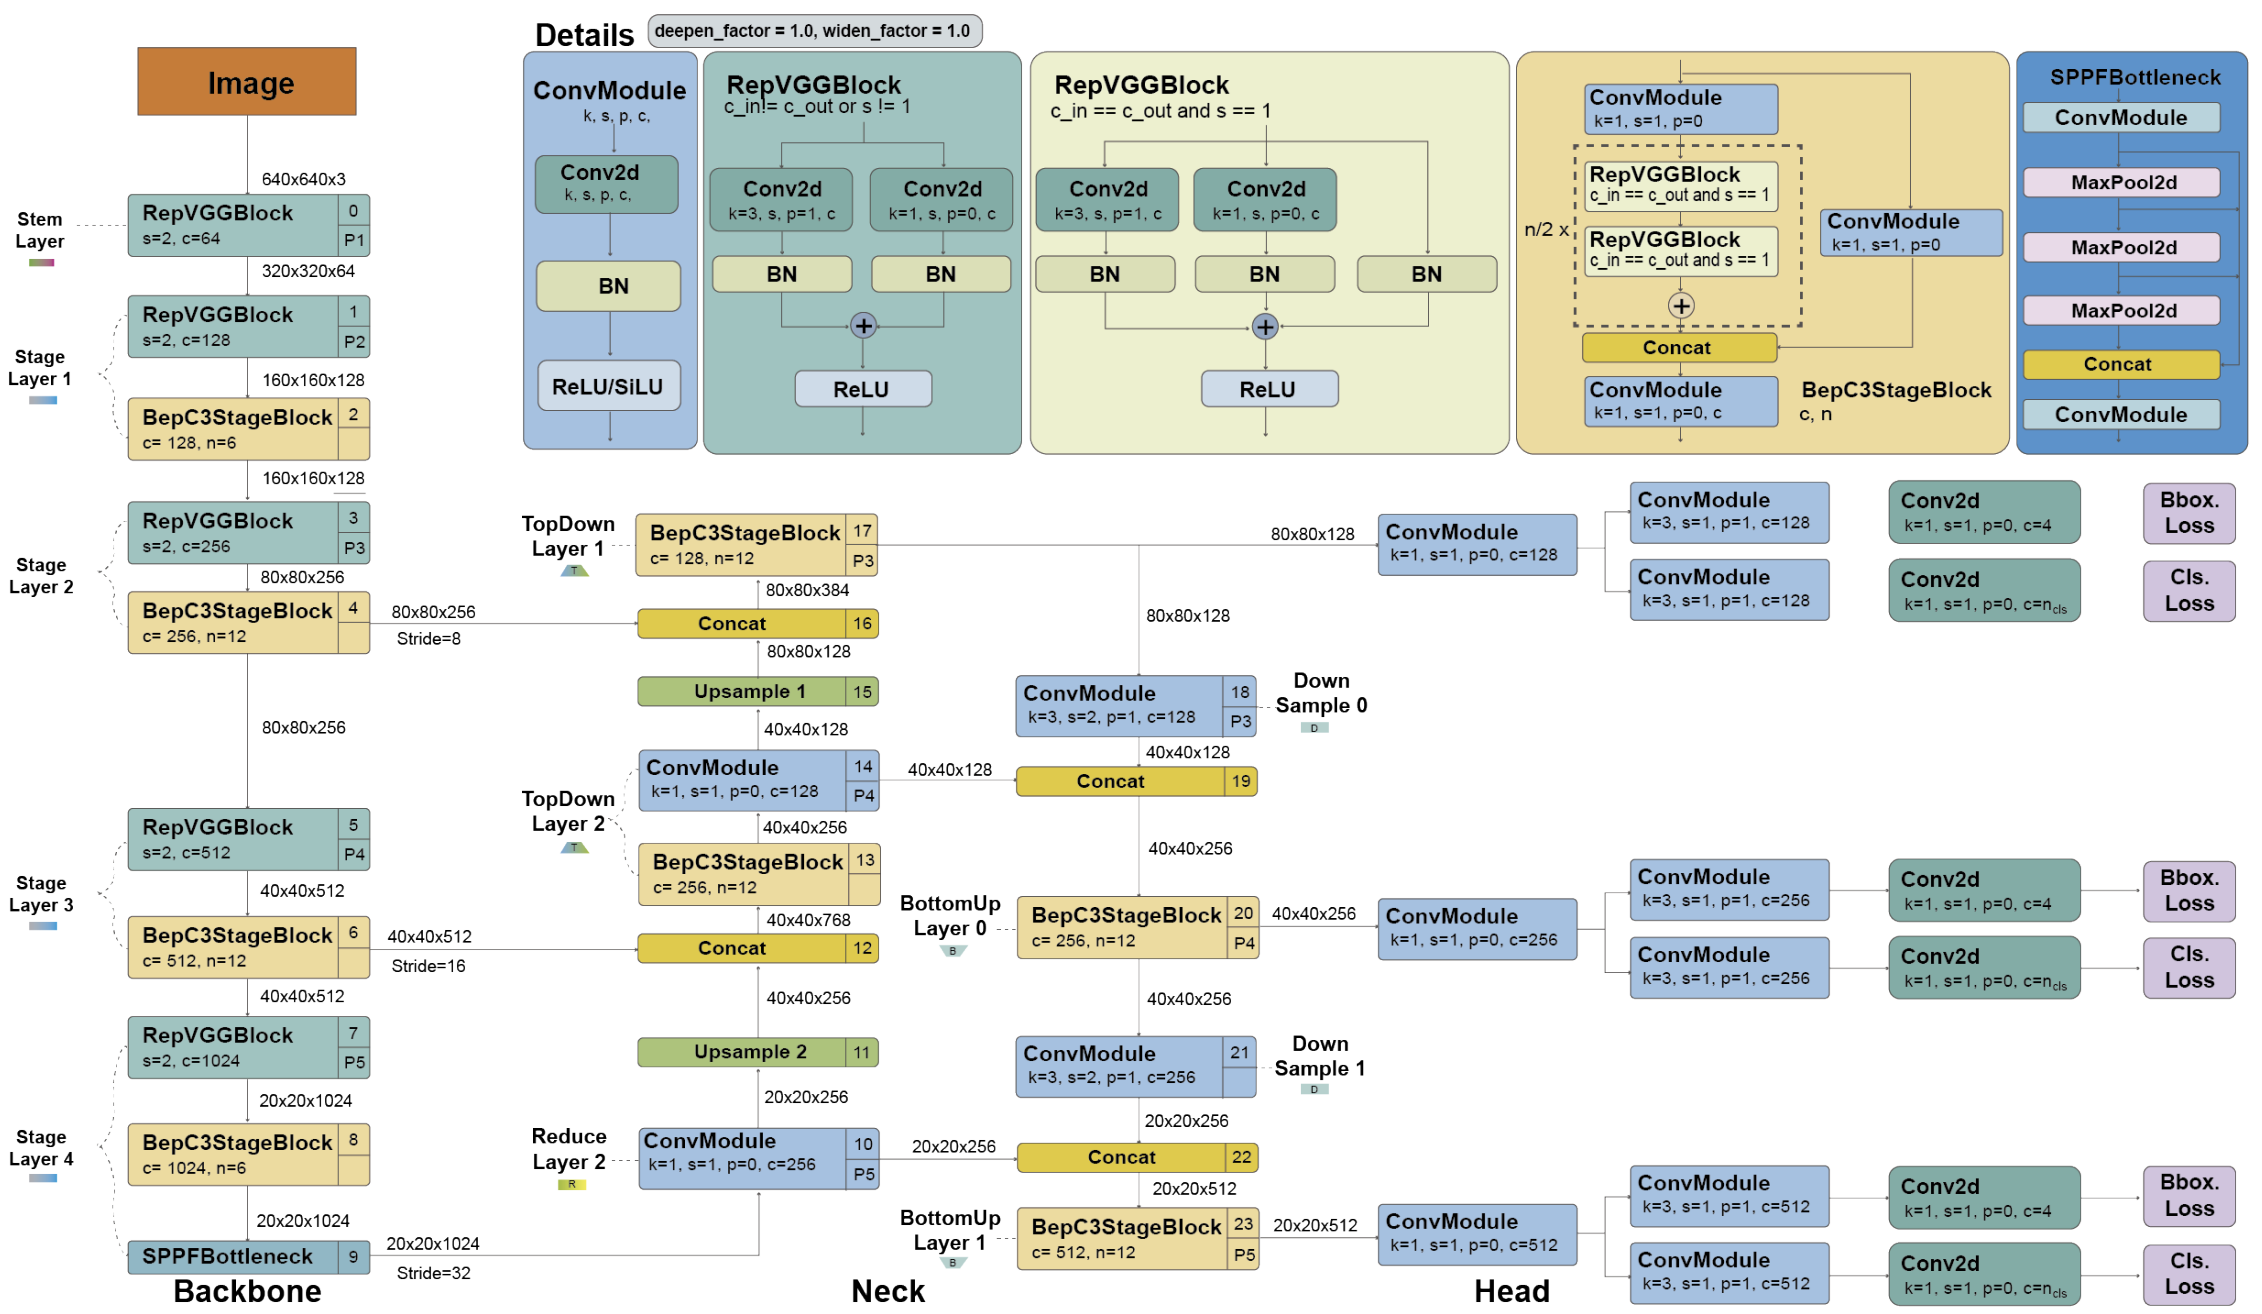 Details
deepen_factor = 1.0, widen_factor = 1.0
Image
640x640x3
Stem
Layer
RepVGGBlock
s=2, c=64
0
P1
320x320x64
Stage
Layer 1
RepVGGBlock
s=2, c=128
1
P2
160x160x128
BepC3StageBlock
c= 128, n=6
2
160x160x128
Stage
Layer 2
RepVGGBlock
s=2, c=256
3
P3
80x80x256
BepC3StageBlock
c= 256, n=12
4
80x80x256
Stride=8
80x80x256
Stage
Layer 3
RepVGGBlock
s=2, c=512
5
P4
40x40x512
BepC3StageBlock
c= 512, n=12
6
40x40x512
Stride=16
40x40x512
Stage
Layer 4
RepVGGBlock
s=2, c=1024
7
P5
20x20x1024
BepC3StageBlock
c= 1024, n=6
8
20x20x1024
SPPFBottleneck
9
20x20x1024
Stride=32
Backbone
ConvModule
k, s, p, c,
Conv2d
k, s, p, c,
BN
ReLU/SiLU
RepVGGBlock
c_in!= c_out or s != 1
Conv2d
k=3, s, p=1, c
Conv2d
k=1, s, p=0, c
BN
BN
+
ReLU
RepVGGBlock
c_in == c_out and s == 1
Conv2d
k=3, s, p=1, c
Conv2d
k=1, s, p=0, c
BN
BN
BN
+
ReLU
ConvModule
k=1, s=1, p=0
n/2 x
RepVGGBlock
c_in == c_out and s == 1
RepVGGBlock
c_in == c_out and s == 1
+
ConvModule
k=1, s=1, p=0
Concat
ConvModule
k=1, s=1, p=0, c
BepC3StageBlock
c, n
SPPFBottleneck
ConvModule
MaxPool2d
MaxPool2d
MaxPool2d
Concat
ConvModule
TopDown
Layer 1
T
BepC3StageBlock
c= 128, n=12
17
P3
80x80x384
Concat
16
80x80x128
Upsample 1
15
40x40x128
TopDown
Layer 2
T
ConvModule
k=1, s=1, p=0, c=128
14
P4
40x40x256
BepC3StageBlock
c= 256, n=12
13
40x40x768
Concat
12
40x40x256
Upsample 2
11
20x20x256
Reduce
Layer 2
R
ConvModule
k=1, s=1, p=0, c=256
10
P5
80x80x128
80x80x128
ConvModule
k=3, s=2, p=1, c=128
18
P3
Down
Sample 0
D
40x40x128
40x40x128
Concat
19
40x40x256
BottomUp
Layer 0
B
BepC3StageBlock
c= 256, n=12
20
P4
40x40x256
40x40x256
ConvModule
k=3, s=2, p=1, c=256
21
Down
Sample 1
D
20x20x256
20x20x256
Concat
22
20x20x512
BottomUp
Layer 1
B
BepC3StageBlock
c= 512, n=12
23
P5
20x20x512
Neck
ConvModule
k=1, s=1, p=0, c=128
ConvModule
k=3, s=1, p=1, c=128
Conv2d
k=1, s=1, p=0, c=4
Bbox.
Loss
ConvModule
k=3, s=1, p=1, c=128
Conv2d
k=1, s=1, p=0, c=ncls
Cls.
Loss
ConvModule
k=1, s=1, p=0, c=256
ConvModule
k=3, s=1, p=1, c=256
Conv2d
k=1, s=1, p=0, c=4
Bbox.
Loss
ConvModule
k=3, s=1, p=1, c=256
Conv2d
k=1, s=1, p=0, c=ncls
Cls.
Loss
ConvModule
k=1, s=1, p=0, c=512
ConvModule
k=3, s=1, p=1, c=512
Conv2d
k=1, s=1, p=0, c=4
Bbox.
Loss
ConvModule
k=3, s=1, p=1, c=512
Conv2d
k=1, s=1, p=0, c=ncls
Cls.
Loss
Head